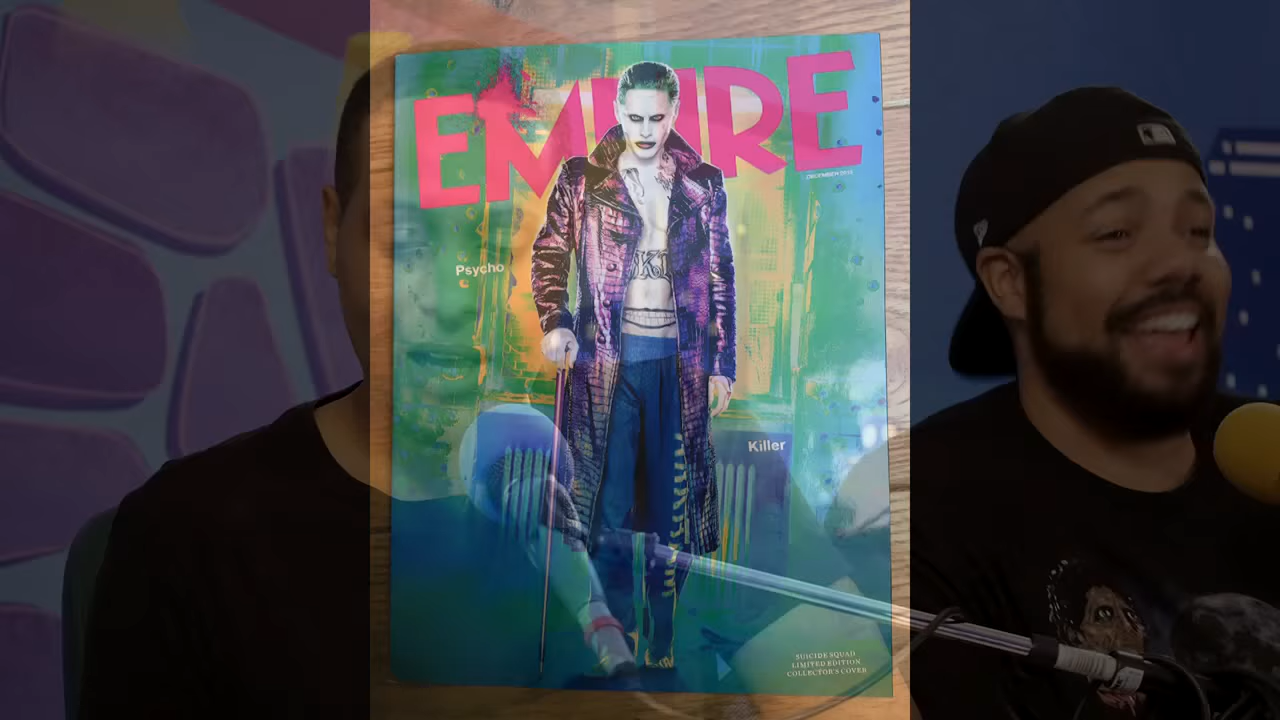 EMPIRE
DECEMBER 2015
Psycho
Killer
SUICIDE SQUAD
LIMITED EDITION
COLLECTOR'S COVER